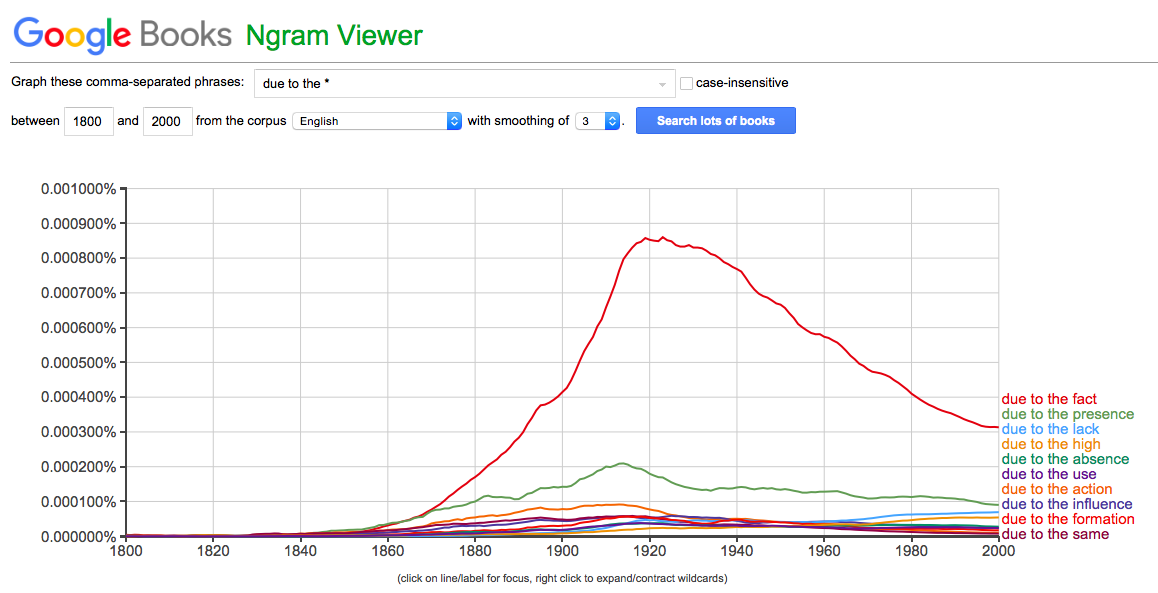 Google Books Ngram Viewer
Graph these comma-separated phrases: due to the * case-insensitive
between 1800 and 2000 from the corpus English with smoothing of 3 . Search lots of books
0.001000%
0.000900%
0.000800%
0.000700%
0.000600%
0.000500%
0.000400%
0.000300%
0.000200%
0.000100%
0.000000%
1800 1820 1840 1860 1880 1900 1920 1940 1960 1980 2000
due to the fact
due to the presence
due to the lack
due to the high
due to the absence
due to the use
due to the action
due to the influence
due to the formation
due to the same
(click on line/label for focus, right click to expand/contract wildcards)